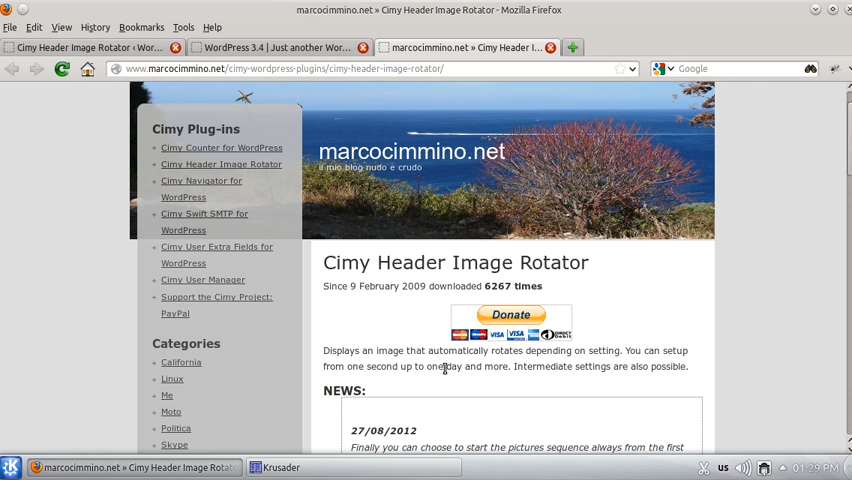 marcocimmino.net » Cimy Header Image Rotator - Mozilla Firefox
File Edit View History Bookmarks Tools Help
Cimy Header Image Rotator ‹ Wor...
WordPress 3.4 | Just another Wor...
marcocimmino.net » Cimy Header I...
www.marcocimmino.net/cimy-wordpress-plugins/cimy-header-image-rotator/
Google
marcocimmino.net
il mio blog nudo e crudo
Cimy Plug-ins
Cimy Counter for WordPress
Cimy Header Image Rotator
Cimy Navigator for
WordPress
Cimy Swift SMTP for
WordPress
Cimy User Extra Fields for
WordPress
Cimy User Manager
Support the Cimy Project:
PayPal
Categories
California
Linux
Me
Moto
Politica
Skype
Cimy Header Image Rotator
Since 9 February 2009 downloaded 6267 times
Donate
VISA VISA
Displays an image that automatically rotates depending on setting. You can setup
from one second up to one day and more. Intermediate settings are also possible.
NEWS:
27/08/2012
Finally you can choose to start the pictures sequence always from the first
marcocimmino.net » Cimy Header Image Rotato
Krusader
us
01:29 PM